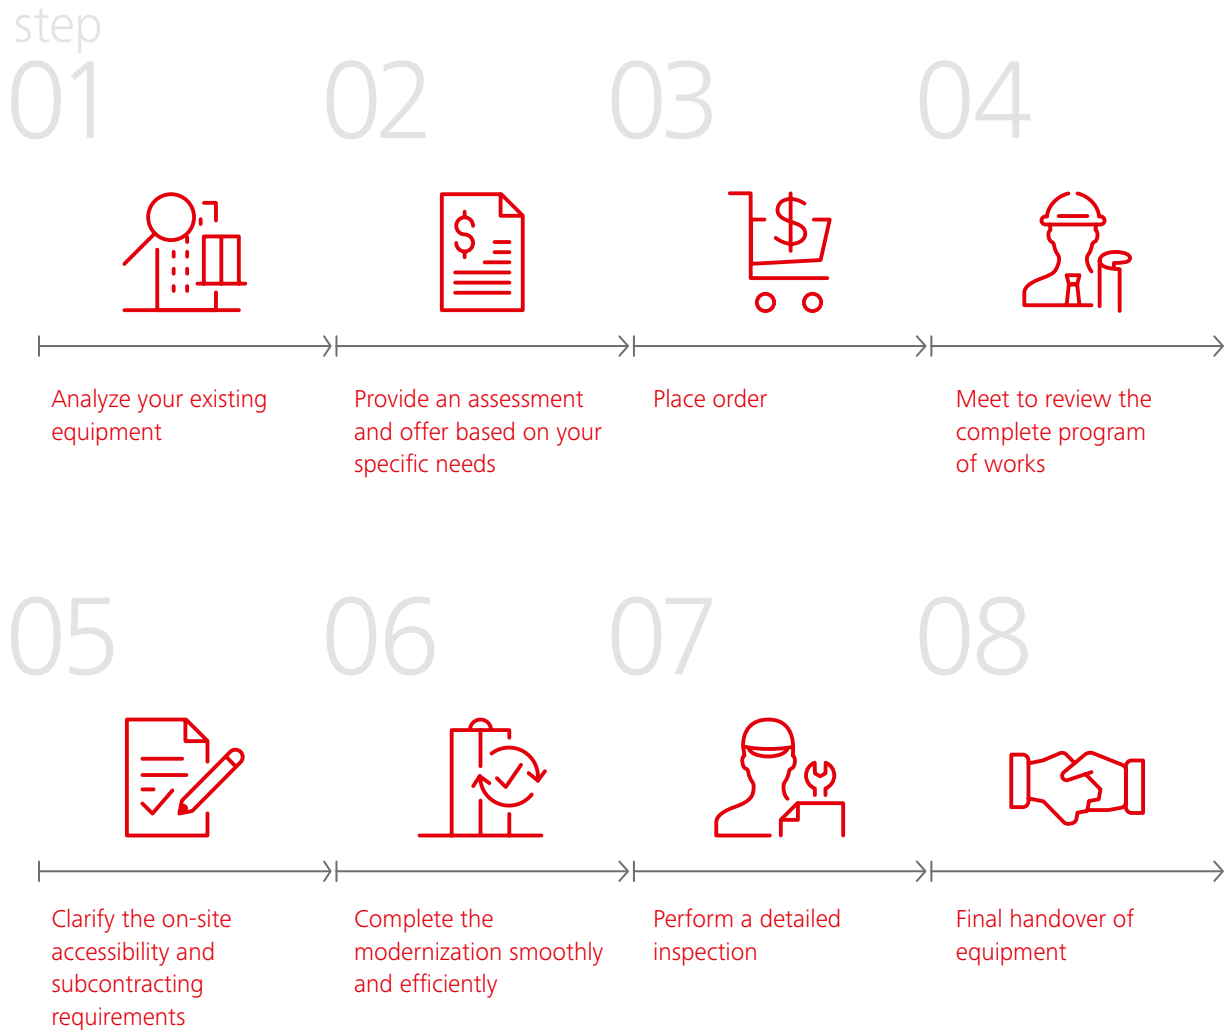 step
01
02
03
04
$
$
Analyze your existing
equipment
Provide an assessment
and offer based on your
specific needs
Place order
Meet to review the
complete program
of works
05
06
07
08
Clarify the on-site
accessibility and
subcontracting
requirements
Complete the
modernization smoothly
and efficiently
Perform a detailed
inspection
Final handover of
equipment